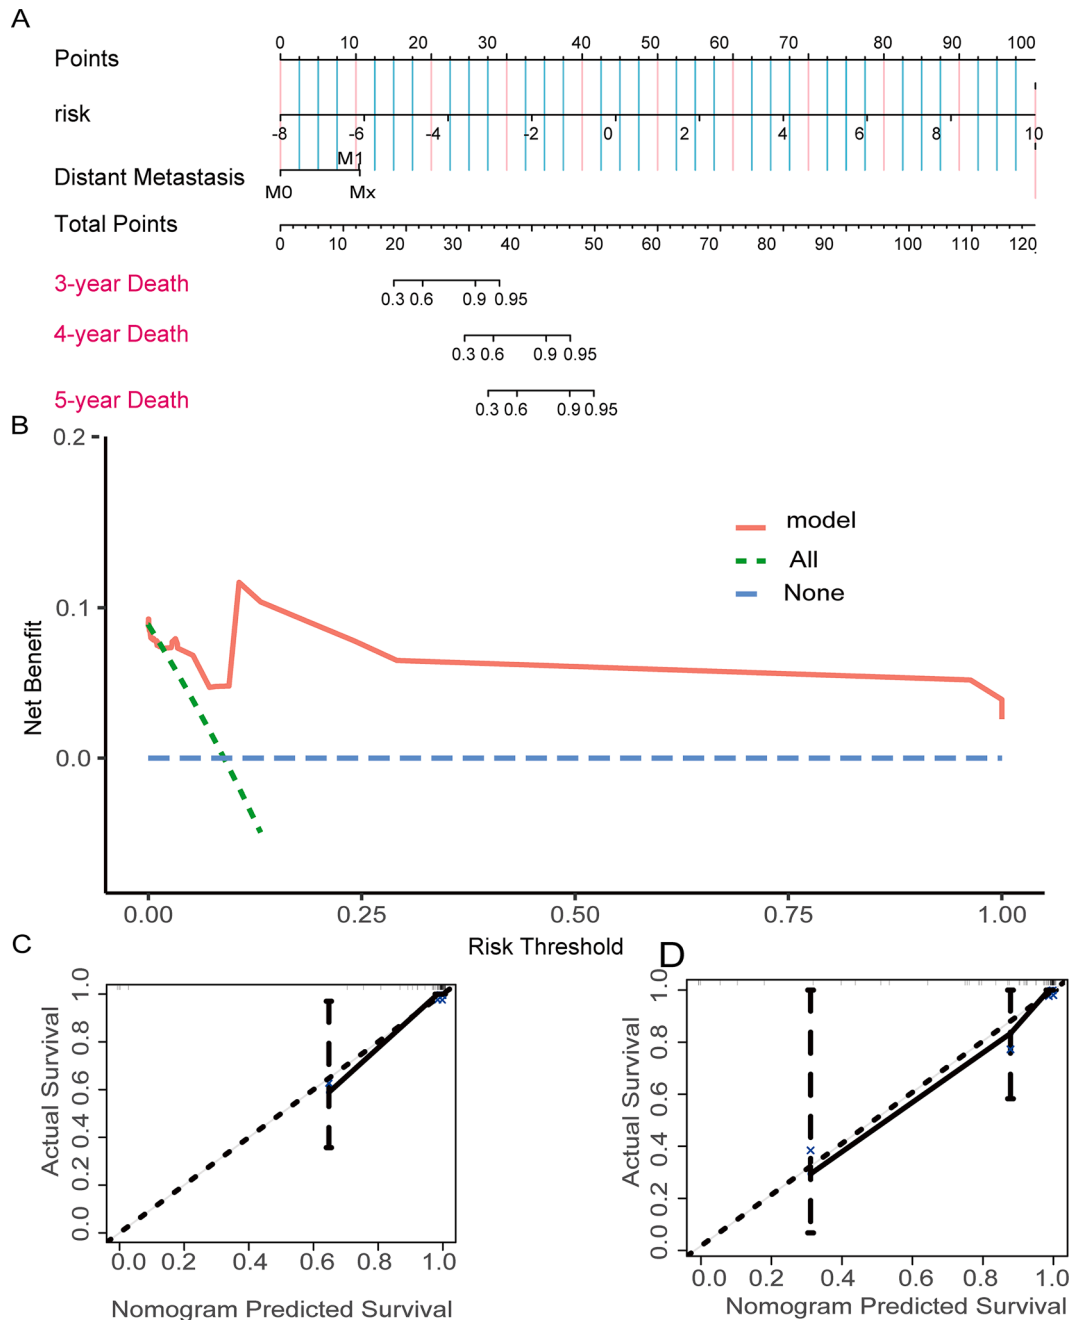 A
Points
0 10 20 30 40 50 60 70 80 90 100
risk
-8 -6 -4 -2 0 2 4 6 8 10
M1
Distant Metastasis
M0 Mx
Total Points
0 10 20 30 40 50 60 70 80 90 100 110 120
3-year Death
0.3 0.6 0.9 0.95
4-year Death
0.3 0.6 0.9 0.95
5-year Death
0.3 0.6 0.9 0.95
B
0.2
0.1
0.0
Net Benefit
model
All
None
0.00 0.25 0.50 0.75 1.00
Risk Threshold
C
Actual Survival
1.0
0.8
0.6
0.4
0.2
0.0
0.0 0.2 0.4 0.6 0.8 1.0
Nomogram Predicted Survival
D
Actual Survival
1.0
0.8
0.6
0.4
0.2
0.0
0.0 0.2 0.4 0.6 0.8 1.0
Nomogram Predicted Survival